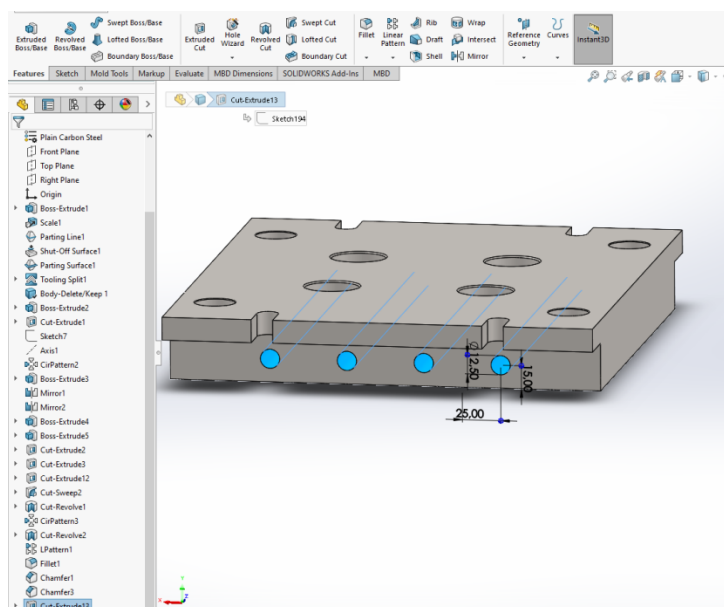 Extruded Boss/Base
Revolved Boss/Base
Swept Boss/Base
Lofted Boss/Base
Boundary Boss/Base
Extruded Cut
Hole Wizard
Revolved Cut
Swept Cut
Lofted Cut
Boundary Cut
Fillet
Linear Pattern
Rib
Draft
Shell
Wrap
Intersect
Mirror
Reference Geometry
Curves
Instant3D
Features Sketch Mold Tools Markup Evaluate MBD Dimensions SOLIDWORKS Add-Ins MBD
Cut-Extrude13
Sketch194
Plain Carbon Steel
Front Plane
Top Plane
Right Plane
Origin
Boss-Extrude1
Scale1
Parting Line1
Shut-Off Surface1
Parting Surface1
Tooling Split1
Body-Delete/Keep 1
Boss-Extrude2
Cut-Extrude1
Sketch7
Axis1
CirPattern2
Boss-Extrude3
Mirror1
Mirror2
Boss-Extrude4
Boss-Extrude5
Cut-Extrude2
Cut-Extrude3
Cut-Extrude12
Cut-Sweep2
Cut-Revolve1
CirPattern3
Cut-Revolve2
LPattern1
Fillet1
Chamfer1
Chamfer3
Cut-Extrude13
Ø12,50
15,00
25,00